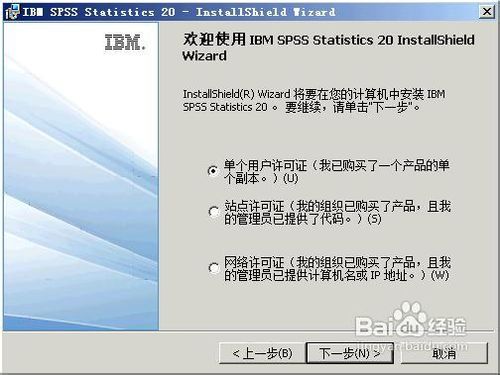 IBM SPSS Statistics 20 - InstallShield Wizard
IBM.
欢迎使用 IBM SPSS Statistics 20 InstallShield
Wizard
InstallShield(R) Wizard 将要在您的计算机中安装 IBM
SPSS Statistics 20 。 要继续，请单击“下一步”。
单个用户许可证（我已购买了一个产品的单
个副本。）(U)
站点许可证（我的组织已购买了产品，且我
的管理员已提供了代码。）(S)
网络许可证（我的组织已购买了产品，且我
的管理员已提供计算机名或 IP 地址。）(W)
Baidu经验
jingyan.baidu.com
< 上一步(B)
下一步(N) >
取消